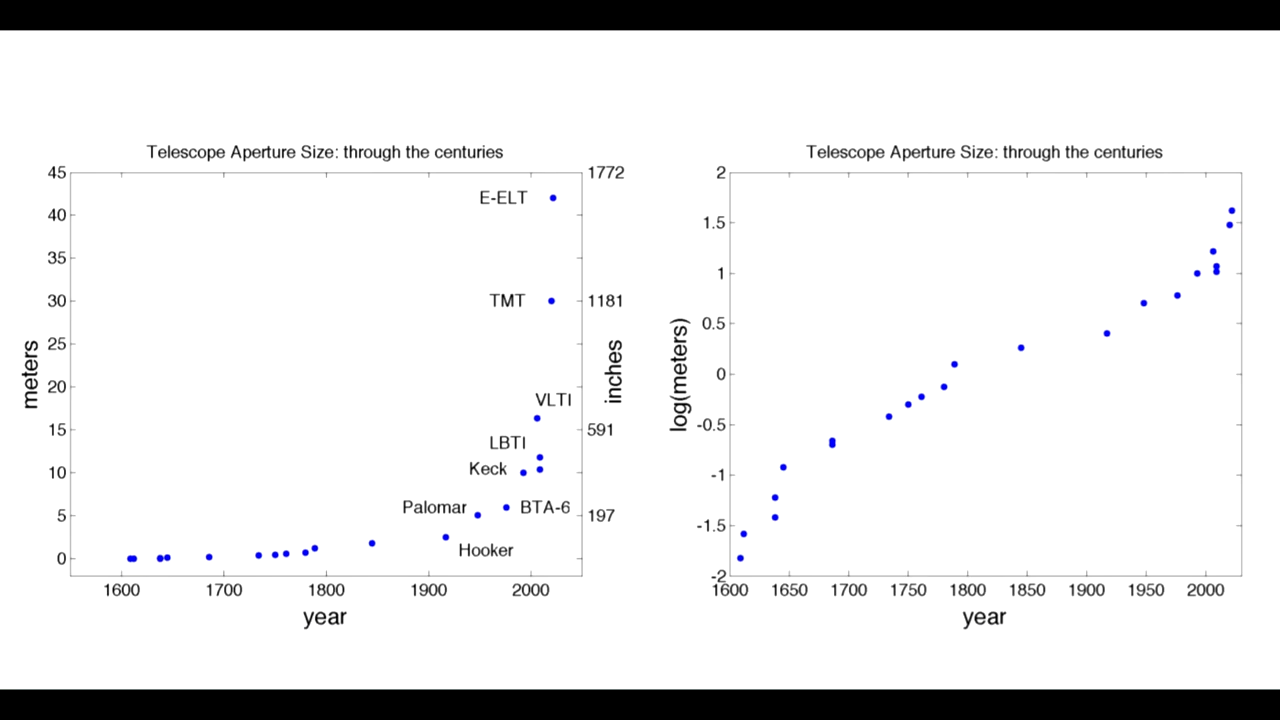 Telescope Aperture Size: through the centuries
45
40
35
30
25
20
15
10
5
0
meters
1772
1181
591
197
inches
E-ELT
TMT
VLTI
LBTI
Keck
Palomar
BTA-6
Hooker
1600
1700
1800
1900
2000
year
Telescope Aperture Size: through the centuries
2
1.5
1
0.5
0
-0.5
-1
-1.5
-2
log(meters)
1600
1650
1700
1750
1800
1850
1900
1950
2000
year